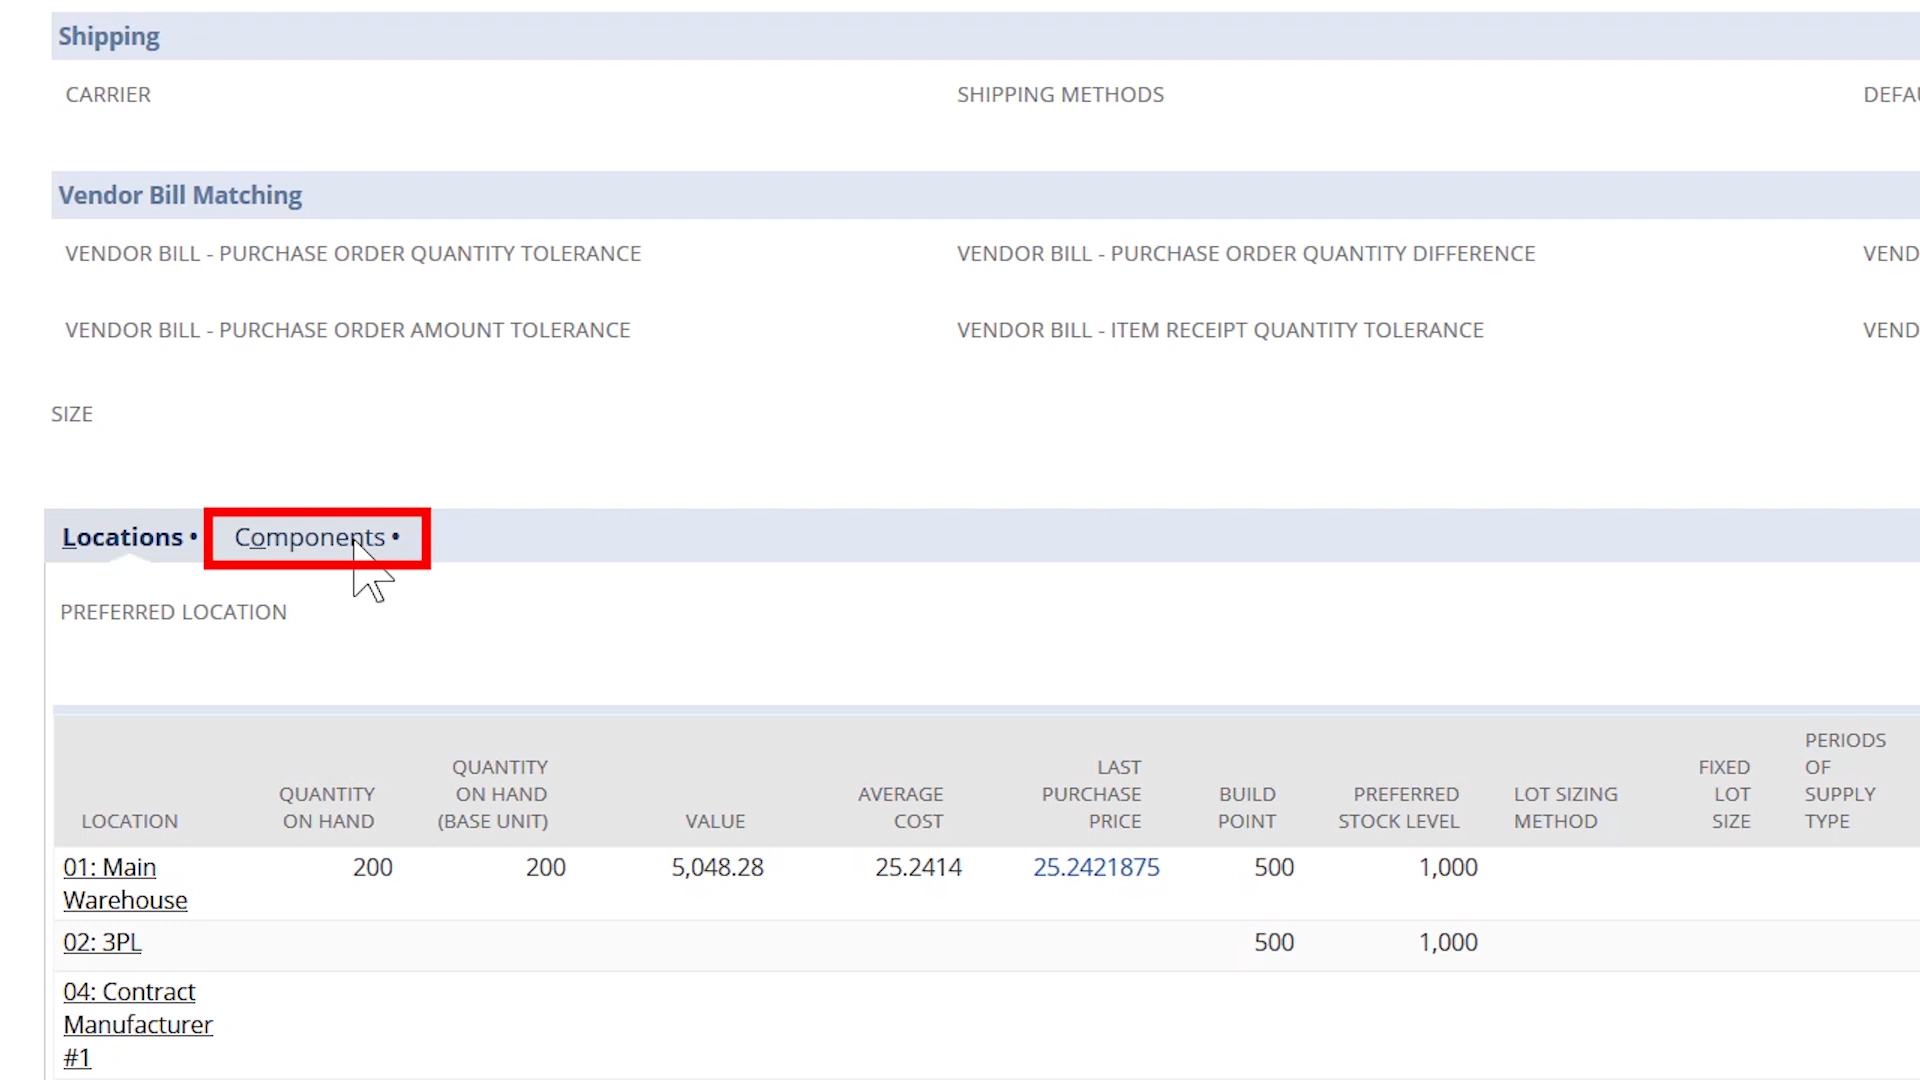 Shipping
CARRIER
SHIPPING METHODS
DEFAU
Vendor Bill Matching
VENDOR BILL - PURCHASE ORDER QUANTITY TOLERANCE
VENDOR BILL - PURCHASE ORDER QUANTITY DIFFERENCE
VEND
VENDOR BILL - PURCHASE ORDER AMOUNT TOLERANCE
VENDOR BILL - ITEM RECEIPT QUANTITY TOLERANCE
VEND
SIZE
Locations •
Components •
PREFERRED LOCATION
LOCATION
QUANTITY
ON HAND
QUANTITY
ON HAND
(BASE UNIT)
VALUE
AVERAGE
COST
LAST
PURCHASE
PRICE
BUILD
POINT
PREFERRED
STOCK LEVEL
LOT SIZING
METHOD
FIXED
LOT
SIZE
PERIODS
OF
SUPPLY
TYPE
01: Main
Warehouse
200
200
5,048.28
25.2414
25.2421875
500
1,000
02: 3PL
500
1,000
04: Contract
Manufacturer
#1